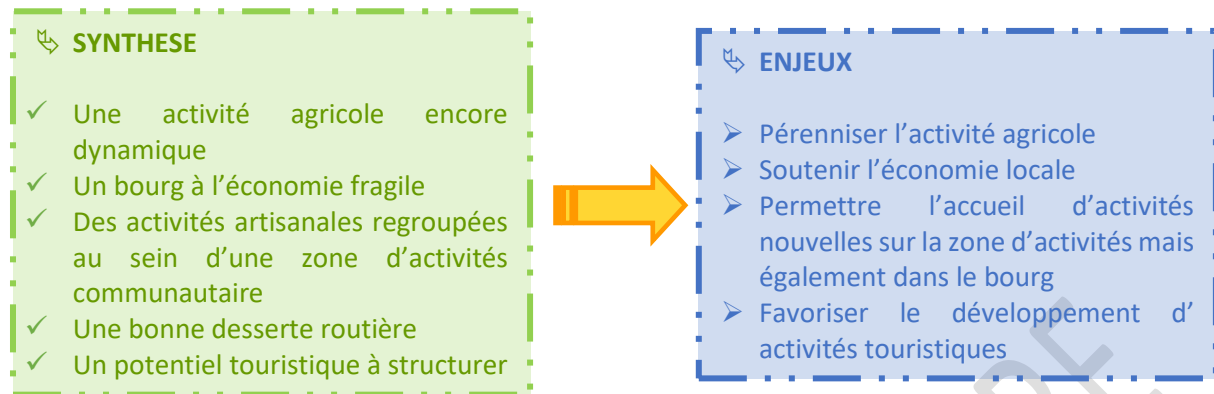 SYNTHESE
Une activité agricole encore
dynamique
Un bourg à l’économie fragile
Des activités artisanales regroupées
au sein d’une zone d’activités
communautaire
Une bonne desserte routière
Un potentiel touristique à structurer
ENJEUX
Pérenniser l’activité agricole
Soutenir l’économie locale
Permettre l’accueil d’activités
nouvelles sur la zone d’activités mais
également dans le bourg
Favoriser le développement d’
activités touristiques